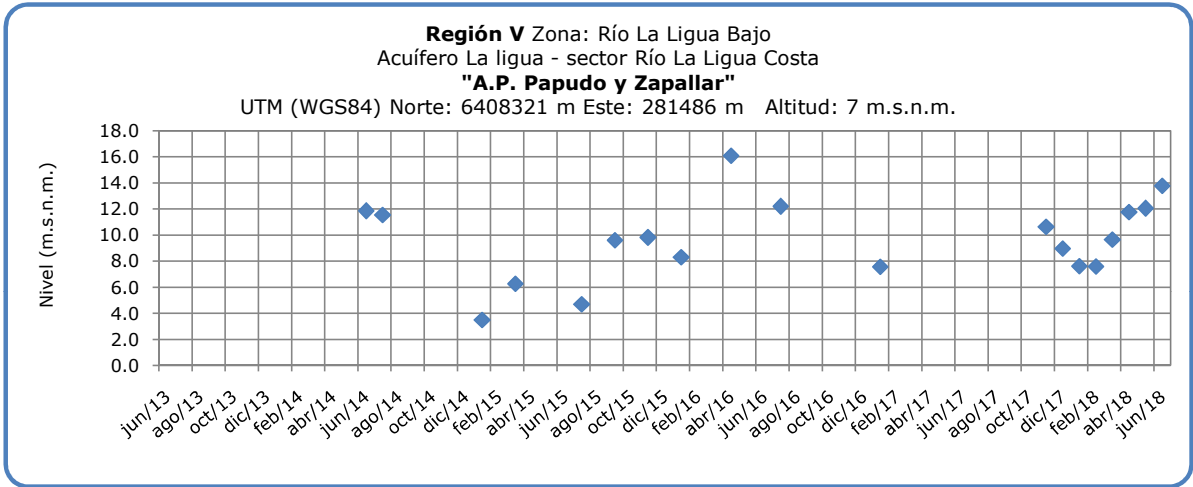 Región V Zona: Río La Ligua Bajo
Acuífero La ligua - sector Río La Ligua Costa
"A.P. Papudo y Zapallar"
UTM (WGS84) Norte: 6408321 m Este: 281486 m Altitud: 7 m.s.n.m.
Nivel (m.s.n.m.)
18.0
16.0
14.0
12.0
10.0
8.0
6.0
4.0
2.0
0.0
jun/13
ago/13
oct/13
dic/13
feb/14
abr/14
jun/14
ago/14
oct/14
dic/14
feb/15
abr/15
jun/15
ago/15
oct/15
dic/15
feb/16
abr/16
jun/16
ago/16
oct/16
dic/16
feb/17
abr/17
jun/17
ago/17
oct/17
dic/17
feb/18
abr/18
jun/18